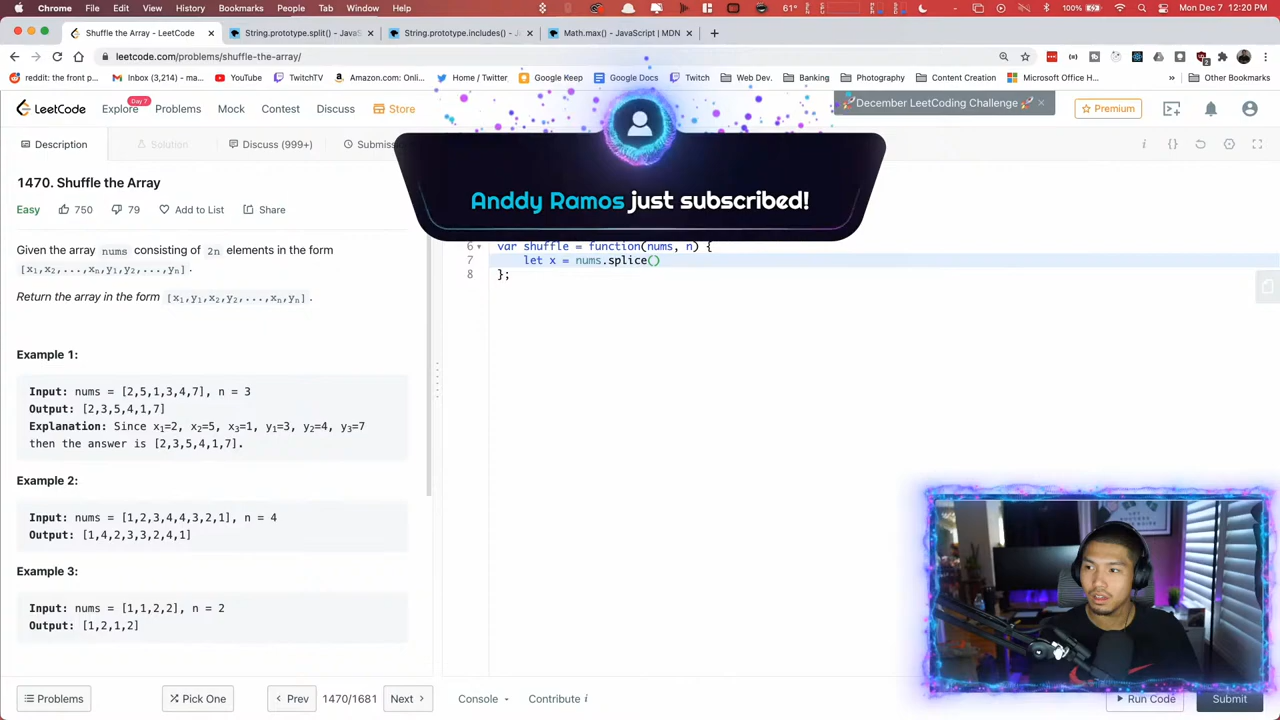 Chrome File Edit View History Bookmarks People Tab Window Help
61° 100% Mon Dec 7 12:20 PM
Shuffle the Array - LeetCode
String.prototype.split() - JavaS
String.prototype.includes() - J
Math.max() - JavaScript | MDN
leetcode.com/problems/shuffle-the-array/
reddit: the front p...
Inbox (3,214) - ma...
YouTube
TwitchTV
Amazon.com: Onli...
Home / Twitter
Google Keep
Google Docs
Twitch
Web Dev.
Banking
Photography
Content Creation
Microsoft Office H...
»
Other Bookmarks
LeetCode
Explore
Day 7
Problems
Mock
Contest
Discuss
Store
🚀December LeetCoding Challenge 🚀 ×
Premium
Description
Solution
Discuss (999+)
Submiss
Anddy Ramos just subscribed!
1470. Shuffle the Array
Easy 750 79 Add to List Share
Given the array nums consisting of 2n elements in the form
[x1,x2,...,xn,y1,y2,...,yn].
Return the array in the form [x1,y1,x2,y2,...,xn,yn].
Example 1:
Input: nums = [2,5,1,3,4,7], n = 3
Output: [2,3,5,4,1,7]
Explanation: Since x1=2, x2=5, x3=1, y1=3, y2=4, y3=7
then the answer is [2,3,5,4,1,7].
Example 2:
Input: nums = [1,2,3,4,4,3,2,1], n = 4
Output: [1,4,2,3,3,2,4,1]
Example 3:
Input: nums = [1,1,2,2], n = 2
Output: [1,2,1,2]
6 var shuffle = function(nums, n) {
7 let x = nums.splice()
8 };
Problems
Pick One
Prev
Next
Console
Contribute i
Run Code
Submit